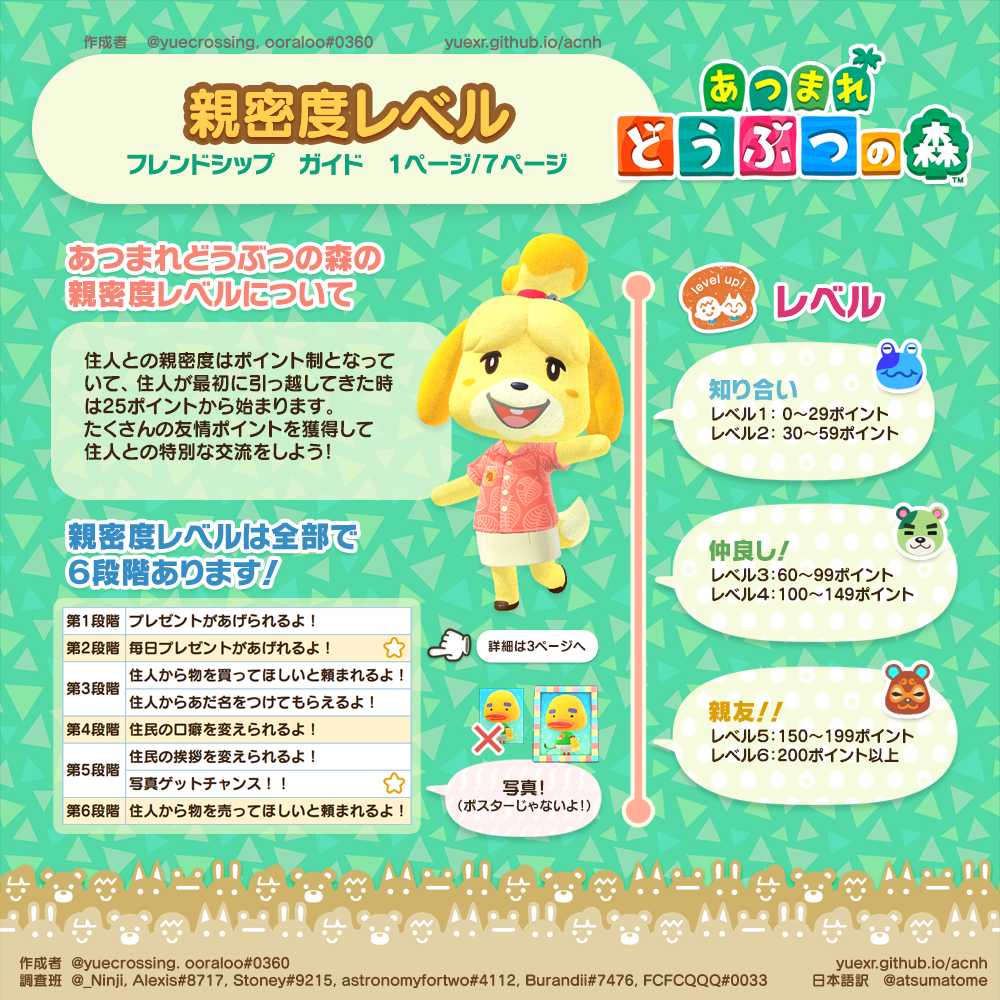 作成者 @yuecrossing, ooraloo#0360 yuexr.github.io/acnh
親密度レベル
フレンドシップ ガイド 1ページ/7ページ
あつまれ
どうぶつの森
TM
あつまれどうぶつの森の
親密度レベルについて
住人との親密度はポイント制となって
いて、住人が最初に引っ越してきた時
は25ポイントから始まります。
たくさんの友情ポイントを獲得して
住人との特別な交流をしよう!
親密度レベルは全部で
6段階あります!
第1段階 プレゼントがあげられるよ!
第2段階 毎日プレゼントがあげれるよ!
第3段階 住人から物を買ってほしいと頼まれるよ!
住人からあだ名をつけてもらえるよ!
第4段階 住民の口癖を変えられるよ!
第5段階 住民の挨拶を変えられるよ!
写真ゲットチャンス!!
第6段階 住人から物を売ってほしいと頼まれるよ!
詳細は3ページへ
写真!
(ポスターじゃないよ!)
level up!
レベル
知り合い
レベル1: 0〜29ポイント
レベル2: 30〜59ポイント
仲良し!
レベル3:60〜99ポイント
レベル4:100〜149ポイント
親友!!
レベル5:150〜199ポイント
レベル6:200ポイント以上
作成者 @yuecrossing. ooraloo#0360
調査班 @_Ninji, Alexis#8717, Stoney#9215, astronomyfortwo#4112, Burandii#7476, FCFCQQQ#0033
yuexr.github.io/acnh
日本語訳 @atsumatome